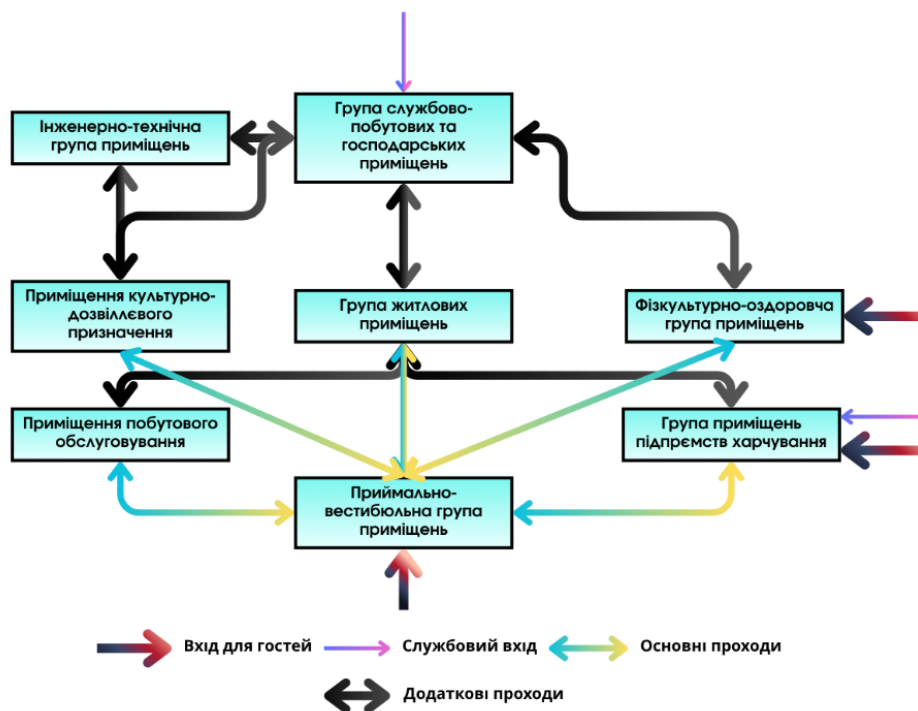 Група службово-
побутових та
господарських
приміщень
Інженерно-технічна
група приміщень
Приміщення культурно-
дозвіллєвого
призначення
Група житлових
приміщень
Фізкультурно-оздоровча
група приміщень
Приміщення побутового
обслуговування
Група приміщень
підпремств харчування
Приймально-
вестибюльна група
приміщень
Вхід для гостей
Службовий вхід
Основні проходи
Додаткові проходи